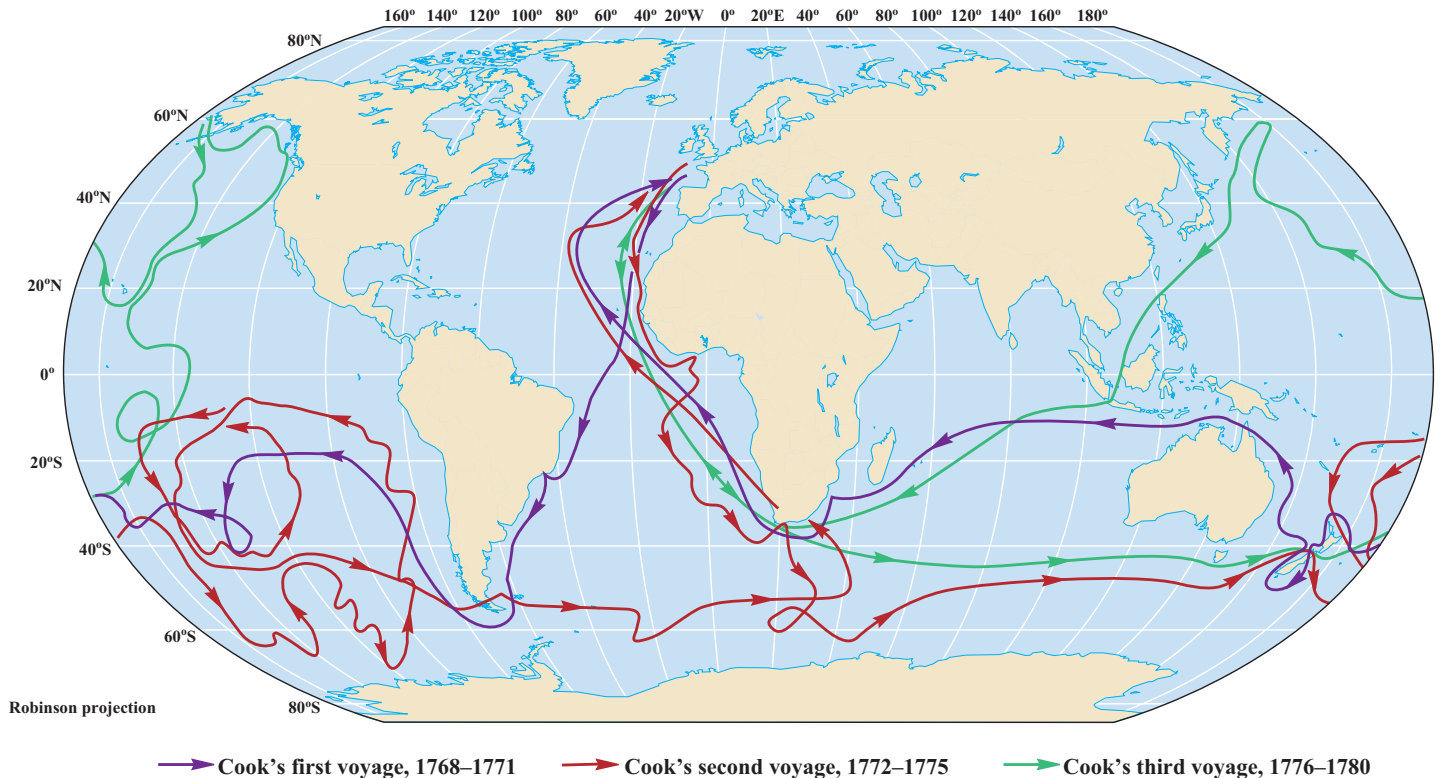 160º 140º 120º 100º 80º 60º 40º 20ºW 0º 20ºE 40º 60º 80º 100º 120º 140º 160º 180º
80ºN
60ºN
40ºN
20ºN
0º
20ºS
40ºS
60ºS
80ºS
Robinson projection
Cook's first voyage, 1768–1771 Cook's second voyage, 1772–1775 Cook's third voyage, 1776–1780